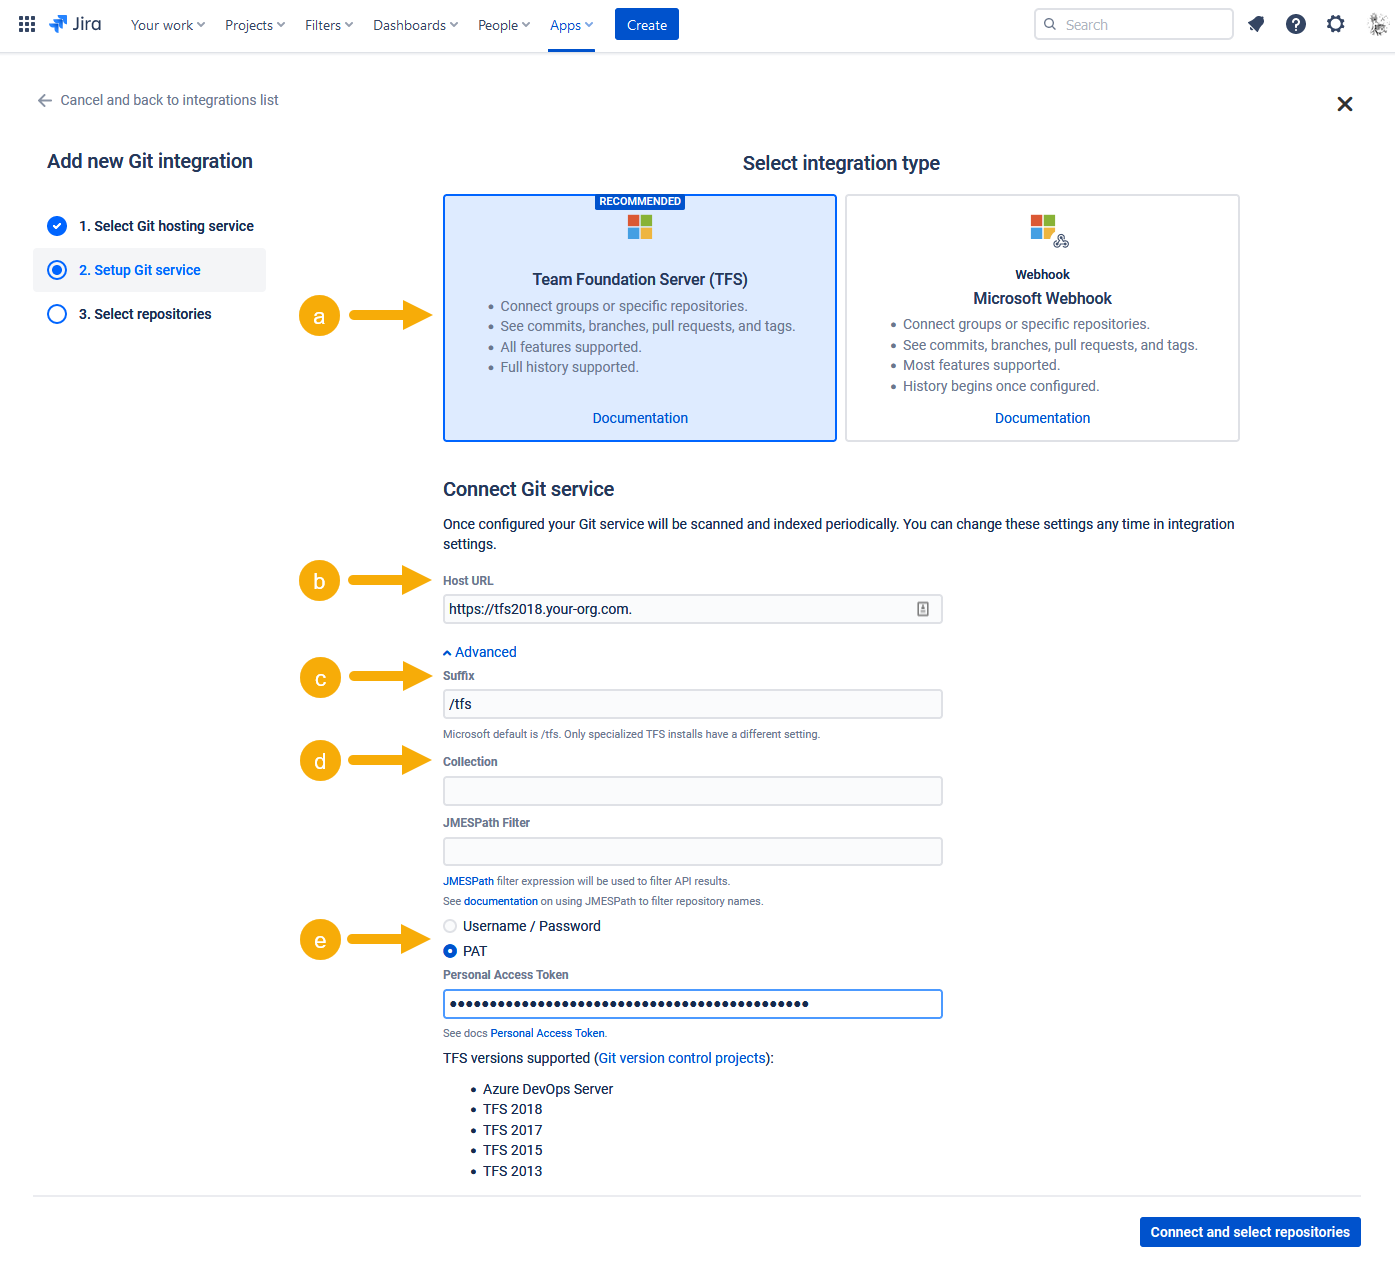 Jira
Your work
Projects
Filters
Dashboards
People
Apps
Create
Search
Cancel and back to integrations list
Add new Git integration
1. Select Git hosting service
2. Setup Git service
3. Select repositories
Select integration type
a
RECOMMENDED
Team Foundation Server (TFS)
• Connect groups or specific repositories.
• See commits, branches, pull requests, and tags.
• All features supported.
• Full history supported.
Documentation
Webhook
Microsoft Webhook
• Connect groups or specific repositories.
• See commits, branches, pull requests, and tags.
• Most features supported.
• History begins once configured.
Documentation
Connect Git service
Once configured your Git service will be scanned and indexed periodically. You can change these settings any time in integration
settings.
b
Host URL
https://tfs2018.your-org.com.
Advanced
c
Suffix
/tfs
Microsoft default is /tfs. Only specialized TFS installs have a different setting.
d
Collection
JMESPath Filter
JMESPath filter expression will be used to filter API results.
See documentation on using JMESPath to filter repository names.
e
Username / Password
PAT
Personal Access Token
See docs Personal Access Token.
TFS versions supported (Git version control projects):
• Azure DevOps Server
• TFS 2018
• TFS 2017
• TFS 2015
• TFS 2013
Connect and select repositories